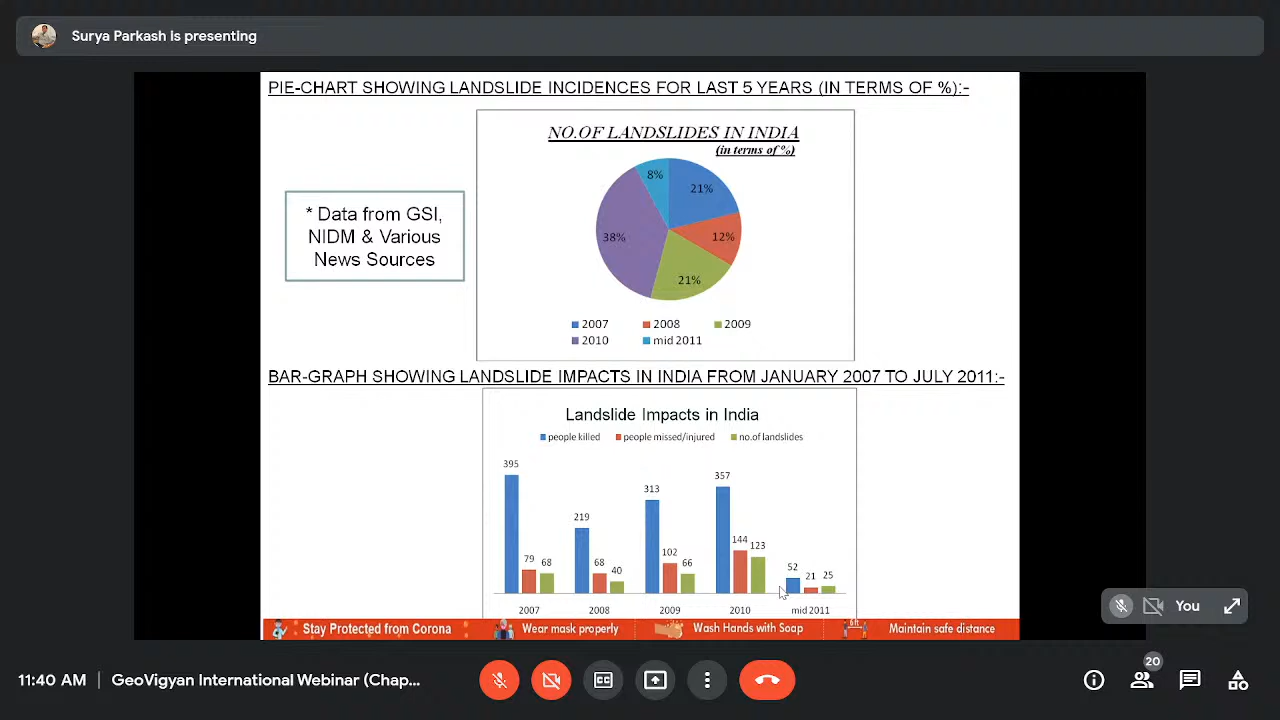 Surya Parkash is presenting
PIE-CHART SHOWING LANDSLIDE INCIDENCES FOR LAST 5 YEARS (IN TERMS OF %):-
NO.OF LANDSLIDES IN INDIA
(in terms of %)
* Data from GSI,
NIDM & Various
News Sources
8%
21%
38%
12%
21%
2007 2008 2009
2010 mid 2011
BAR-GRAPH SHOWING LANDSLIDE IMPACTS IN INDIA FROM JANUARY 2007 TO JULY 2011:-
Landslide Impacts in India
people killed people missed/injured no.of landslides
395 79 68
219 68 40
313 102 66
357 144 123
52 21 25
2007 2008 2009 2010 mid 2011
Stay Protected from Corona Wear mask properly Wash Hands with Soap 6ft Maintain safe distance
You
11:40 AM GeoVigyan International Webinar (Chap...
20